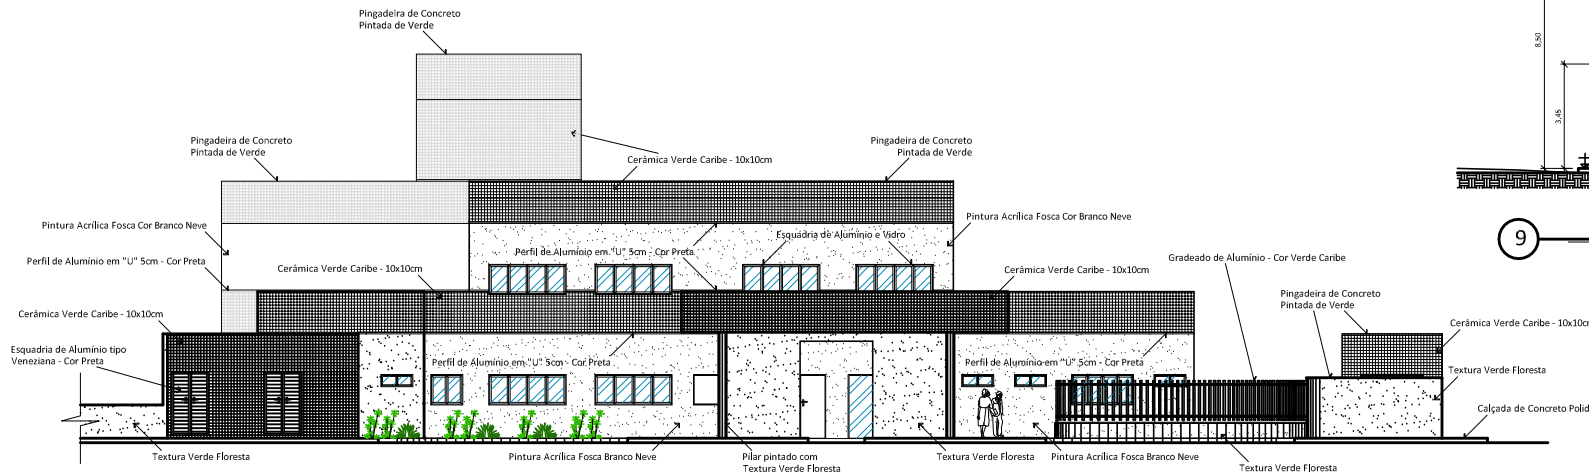 Pingadeira de Concreto
Pintada de Verde
8,50
3,45
Pingadeira de Concreto
Pintada de Verde
Cerâmica Verde Caribe - 10x10cm
Pingadeira de Concreto
Pintada de Verde
Pintura Acrílica Fosca Cor Branco Neve
Pintura Acrílica Fosca Cor Branco Neve
Esquadria de Alumínio e Vidro
Perfil de Alumínio em "U" 5cm - Cor Preta
9
Perfil de Alumínio em "U" 5cm - Cor Preta
Cerâmica Verde Caribe - 10x10cm
Cerâmica Verde Caribe - 10x10cm
Gradeado de Alumínio - Cor Verde Caribe
Pingadeira de Concreto
Pintada de Verde
Cerâmica Verde Caribe - 10x10cm
Cerâmica Verde Caribe - 10x10cm
Esquadria de Alumínio tipo
Veneziana - Cor Preta
Perfil de Alumínio em "U" 5cm - Cor Preta
Perfil de Alumínio em "U" 5cm - Cor Preta
Textura Verde Floresta
Calçada de Concreto Polid
Textura Verde Floresta
Pintura Acrílica Fosca Branco Neve
Pilar pintado com
Textura Verde Floresta
Textura Verde Floresta
Pintura Acrílica Fosca Branco Neve
Textura Verde Floresta